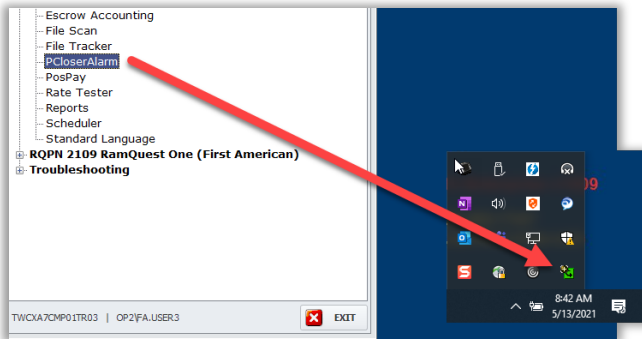 Escrow Accounting
File Scan
File Tracker
PCloserAlarm
PosPay
Rate Tester
Reports
Scheduler
Standard Language
RQPN 2109 RamQuest One (First American)
Troubleshooting
TWCXA7CMP01TR03 | OP2\FA.USER3
EXIT
09
N
S
8:42 AM
5/13/2021